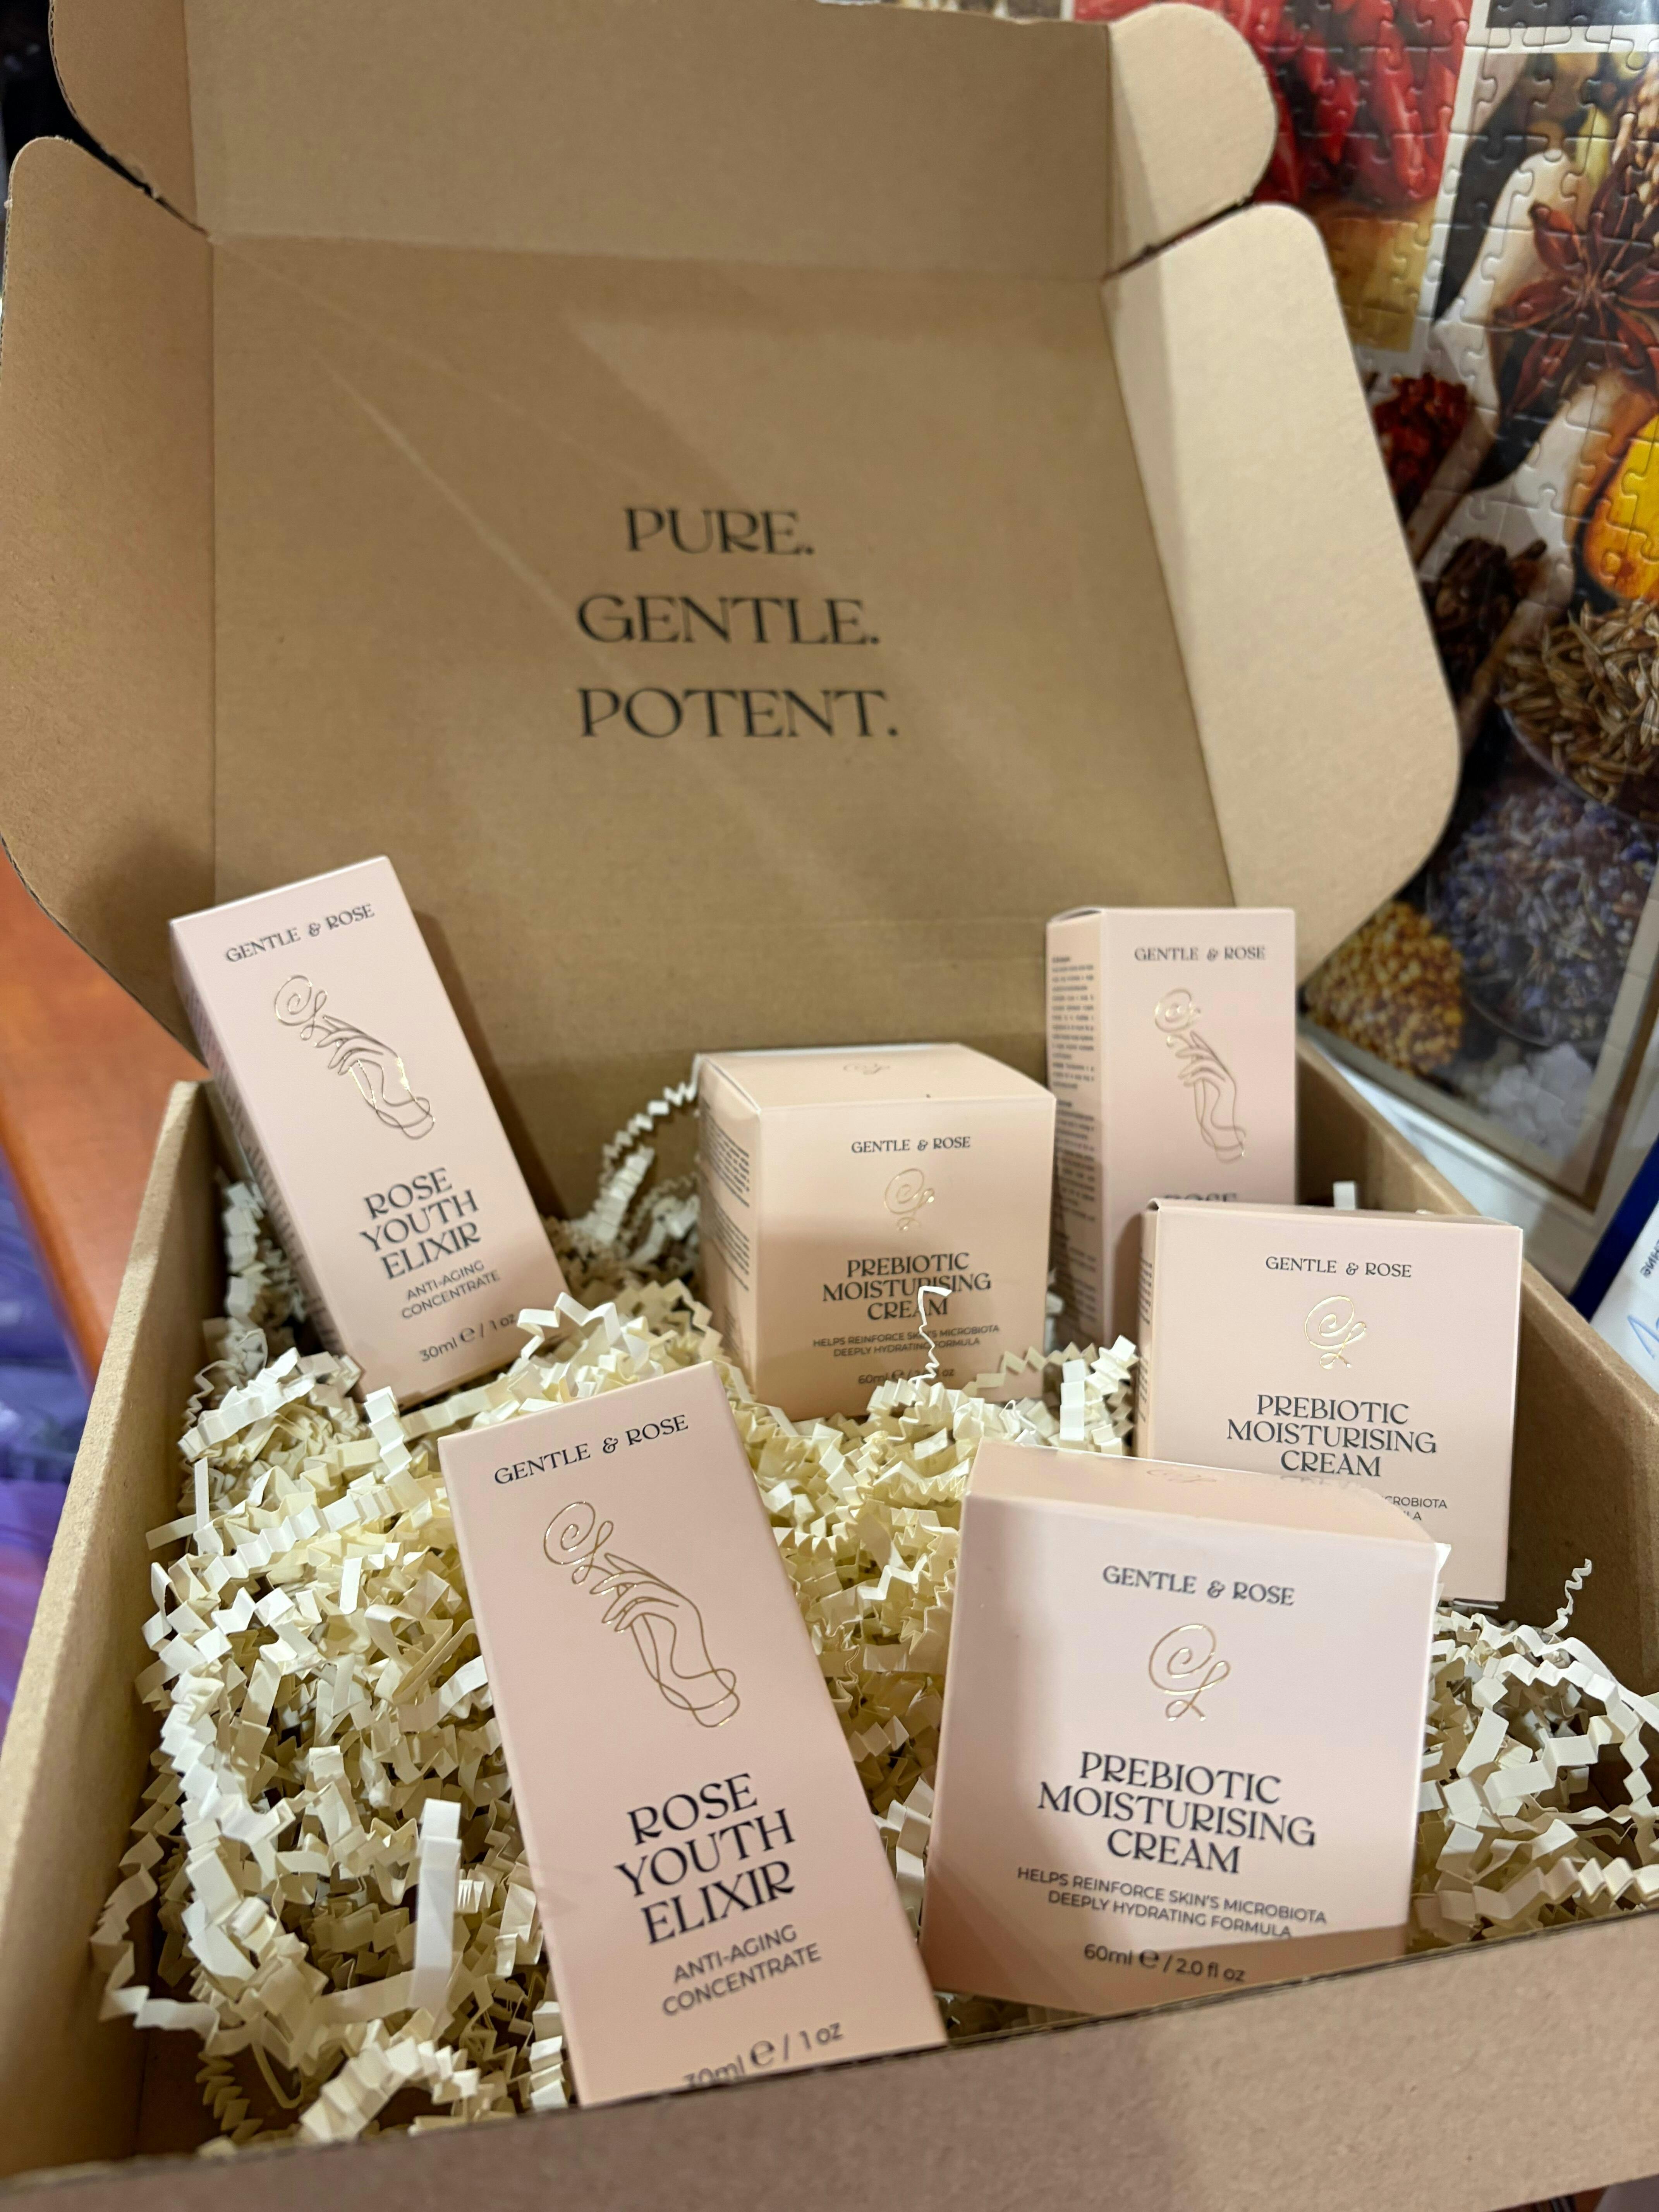 PURE.
GENTLE.
POTENT.
GENTLE & ROSE
ROSE
YOUTH
ELIXIR
ANTI-AGING
CONCENTRATE
30ml e / 1 oz
GENTLE & ROSE
PREBIOTIC
MOISTURISING
CREAM
HELPS REINFORCE SKIN'S MICROBIOTA
DEEPLY HYDRATING FORMULA
60ml e
GENTLE & ROSE
ROSE
GENTLE & ROSE
PREBIOTIC
MOISTURISING
CREAM
GENTLE & ROSE
ROSE
YOUTH
ELIXIR
ANTI-AGING
CONCENTRATE
30ml e / 1 oz
GENTLE & ROSE
PREBIOTIC
MOISTURISING
CREAM
HELPS REINFORCE SKIN'S MICROBIOTA
DEEPLY HYDRATING FORMULA
60ml e / 2.0 fl oz